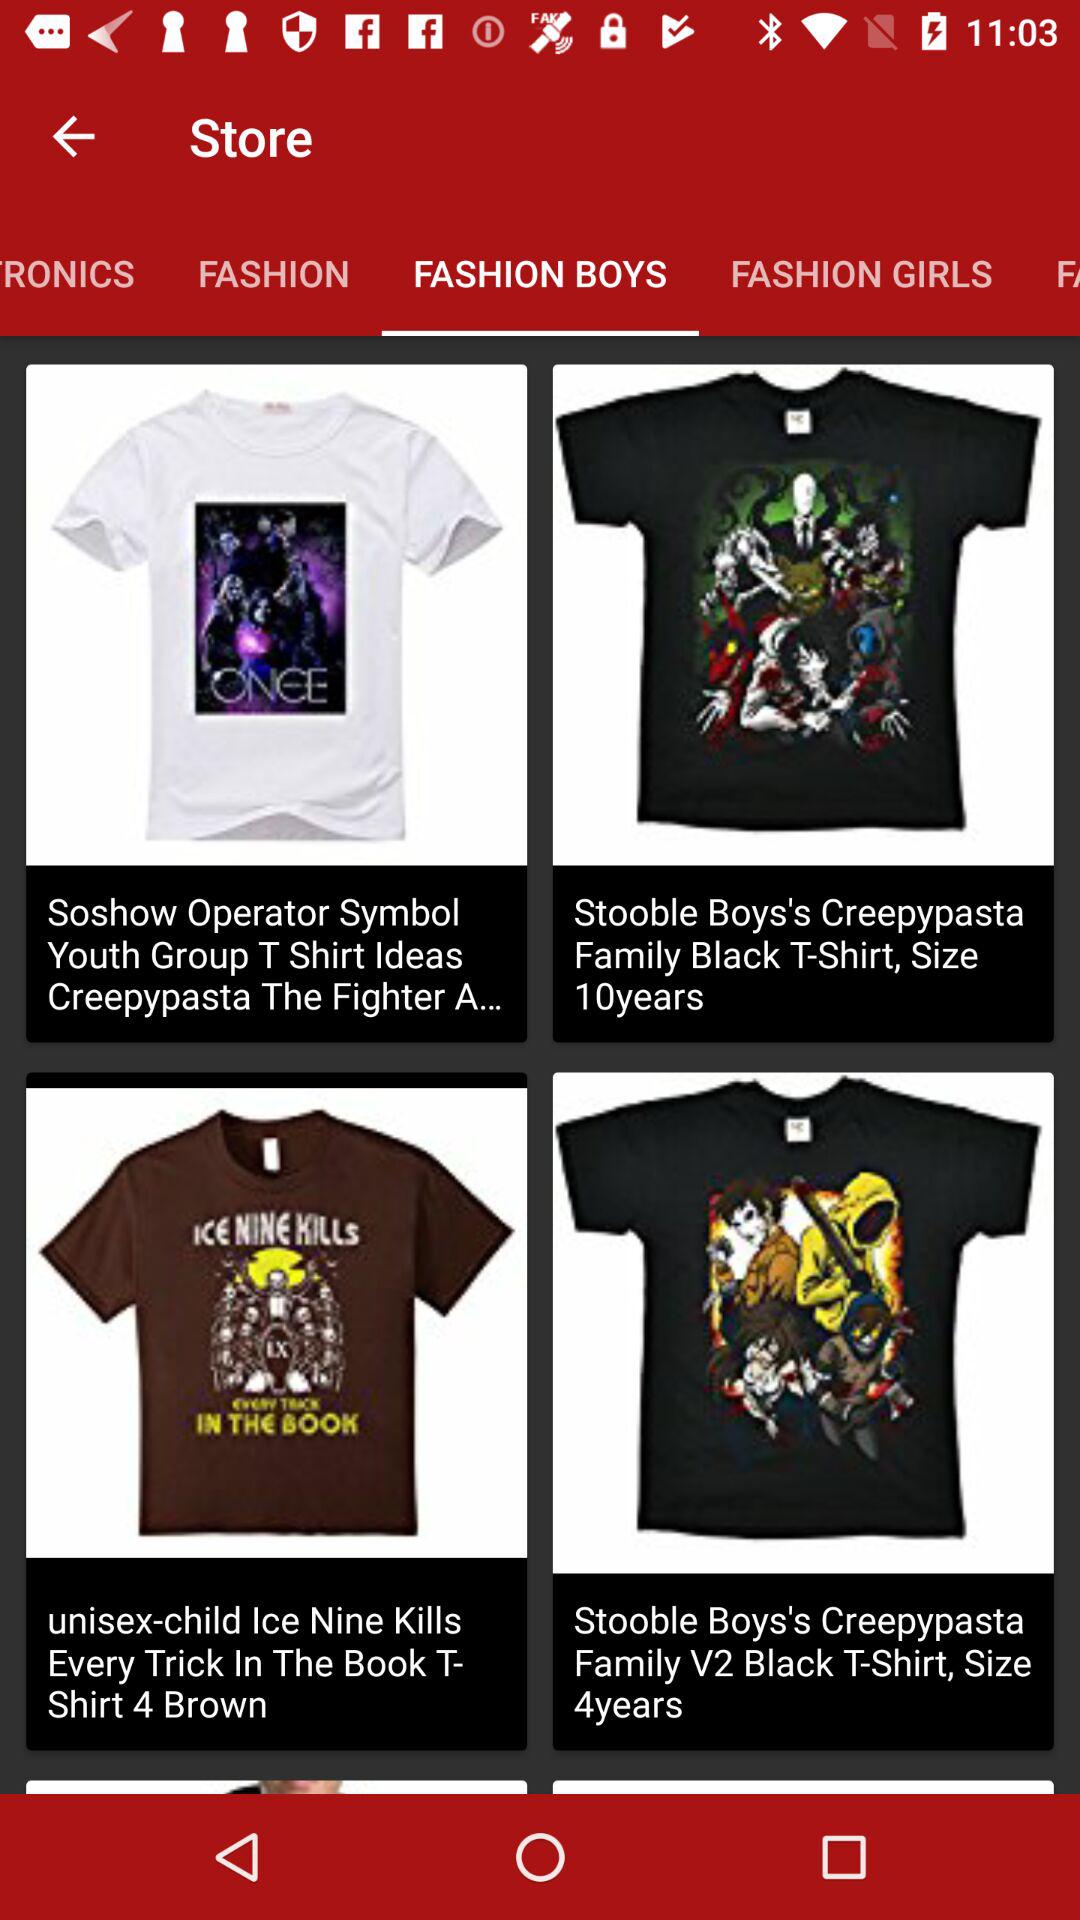 FAK
11:03
Store
TRONICS FASHION FASHION BOYS FASHION GIRLS FA
ONCE
Soshow Operator Symbol
Youth Group T Shirt Ideas
Creepypasta The Fighter A...
Stooble Boys's Creepypasta
Family Black T-Shirt, Size
10years
ICE NINE KILLS
IX
EVERY TRICK
IN THE BOOK
unisex-child Ice Nine Kills
Every Trick In The Book T-
Shirt 4 Brown
Stooble Boys's Creepypasta
Family V2 Black T-Shirt, Size
4years